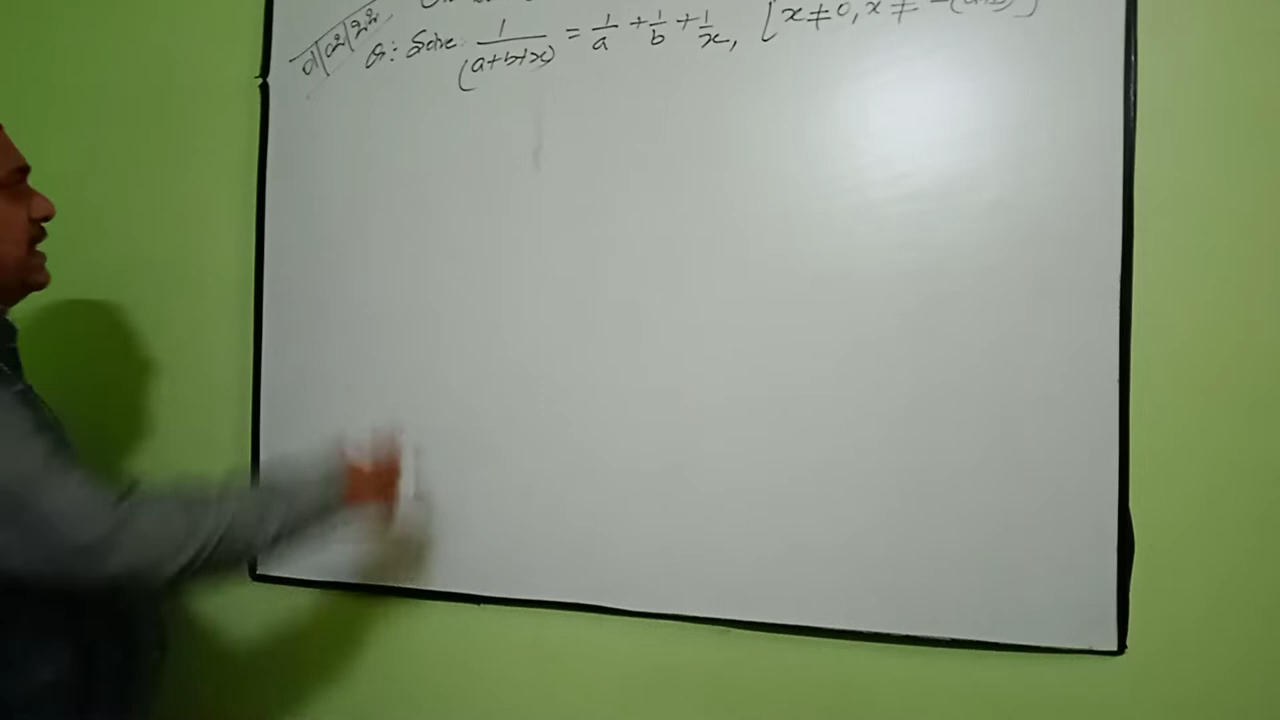 Q: Solve 1/(a+b+x) = 1/a + 1/b + 1/x, [x≠0, x≠ -(a+b)]